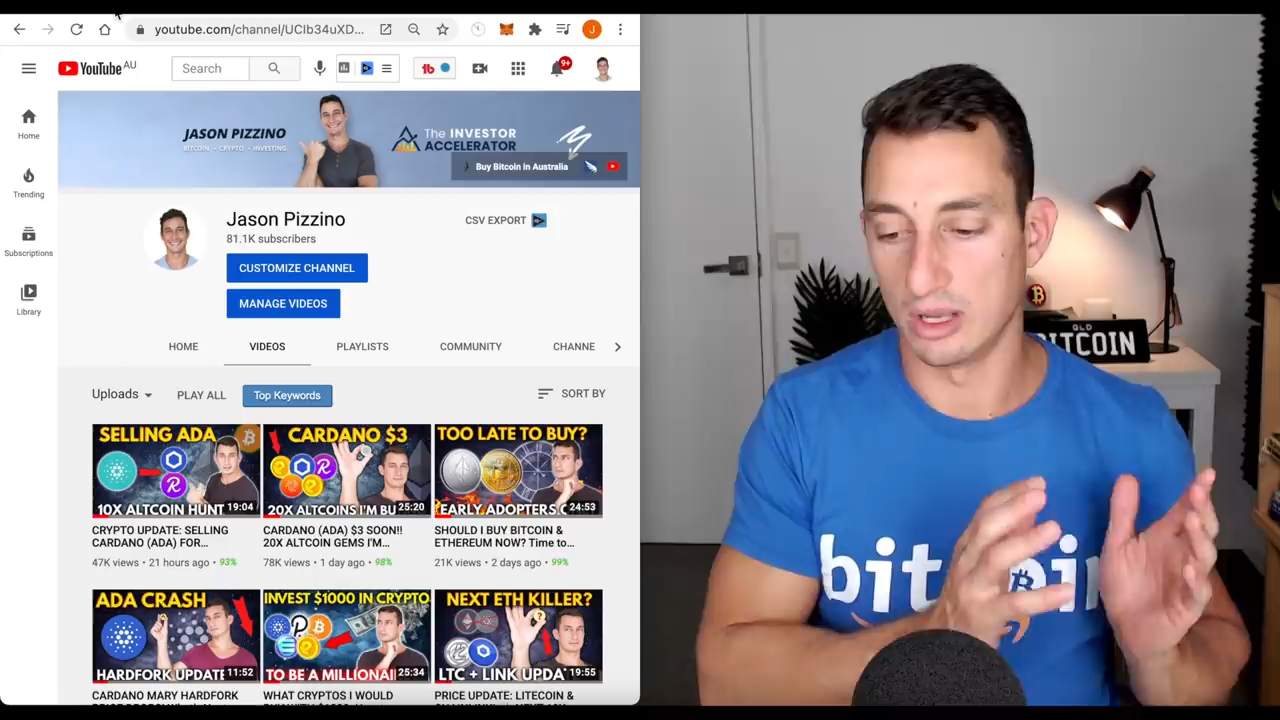 youtube.com/channel/UCIb34uXD...
J
YouTube AU
Search
tb
9+
Home
Trending
Subscriptions
Library
JASON PIZZINO
BITCOIN • CRYPTO • INVESTING.
The INVESTOR
ACCELERATOR
Buy Bitcoin in Australia
Jason Pizzino
81.1K subscribers
CSV EXPORT
CUSTOMIZE CHANNEL
MANAGE VIDEOS
HOME
VIDEOS
PLAYLISTS
COMMUNITY
CHANNE
Uploads
PLAY ALL
Top Keywords
SORT BY
SELLING ADA
10X ALTCOIN HUNT
19:04
CRYPTO UPDATE: SELLING
CARDANO (ADA) FOR...
47K views • 21 hours ago • 93%
CARDANO $3
20X ALTCOINS I'M BU
25:20
CARDANO (ADA) $3 SOON!!
20X ALTCOIN GEMS I'M...
78K views • 1 day ago • 98%
TOO LATE TO BUY?
EARLY ADOPTERS
24:53
SHOULD I BUY BITCOIN &
ETHEREUM NOW? Time to...
21K views • 2 days ago • 99%
ADA CRASH
HARDFORK UPDATE
11:52
CARDANO MARY HARDFORK
INVEST $1000 IN CRYPTO
TO BE A MILLIONAI
25:34
WHAT CRYPTOS I WOULD
NEXT ETH KILLER?
LTC + LINK UPDA
19:55
PRICE UPDATE: LITECOIN &
QLD
BITCOIN
bitcoin